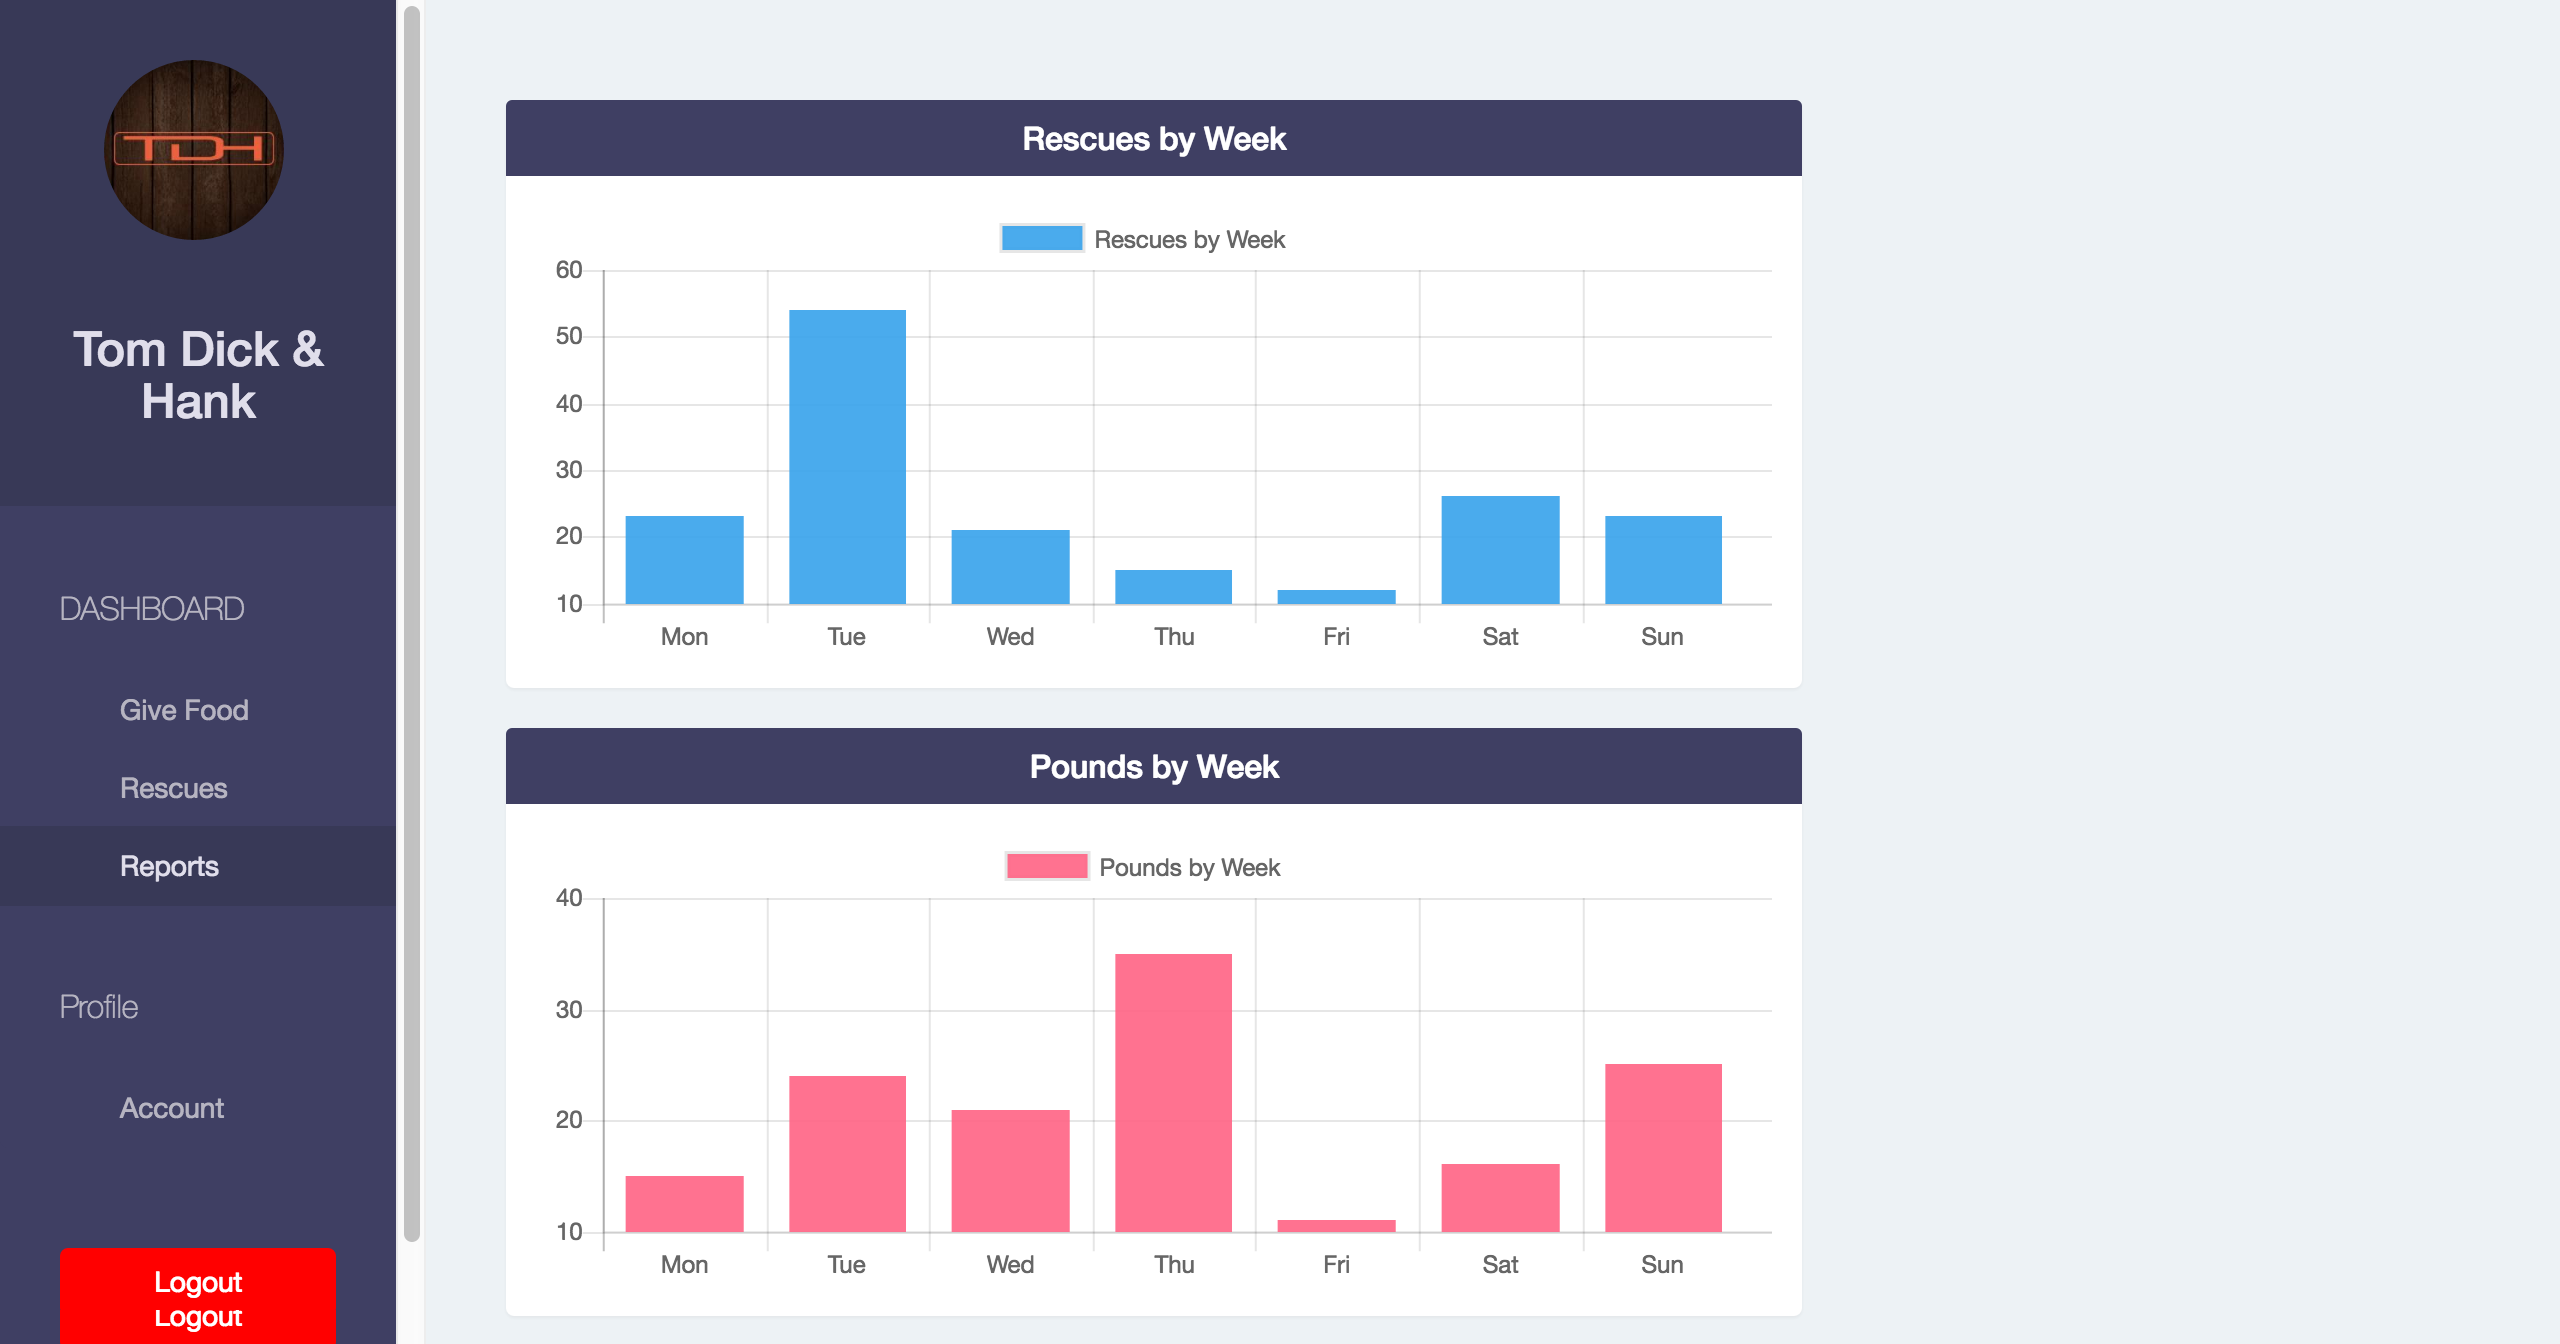 TDH
Tom Dick &
Hank
DASHBOARD
Give Food
Rescues
Reports
Profile
Account
Logout
Logout
Rescues by Week
Rescues by Week
60
50
40
30
20
10
Mon Tue Wed Thu Fri Sat Sun
Pounds by Week
Pounds by Week
40
30
20
10
Mon Tue Wed Thu Fri Sat Sun